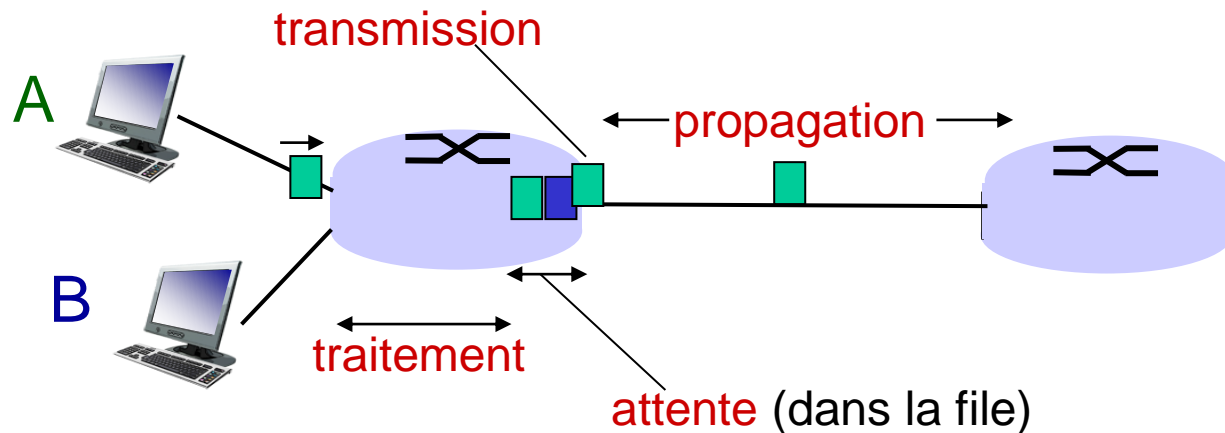 transmission
A
propagation
B
traitement
attente (dans la file)